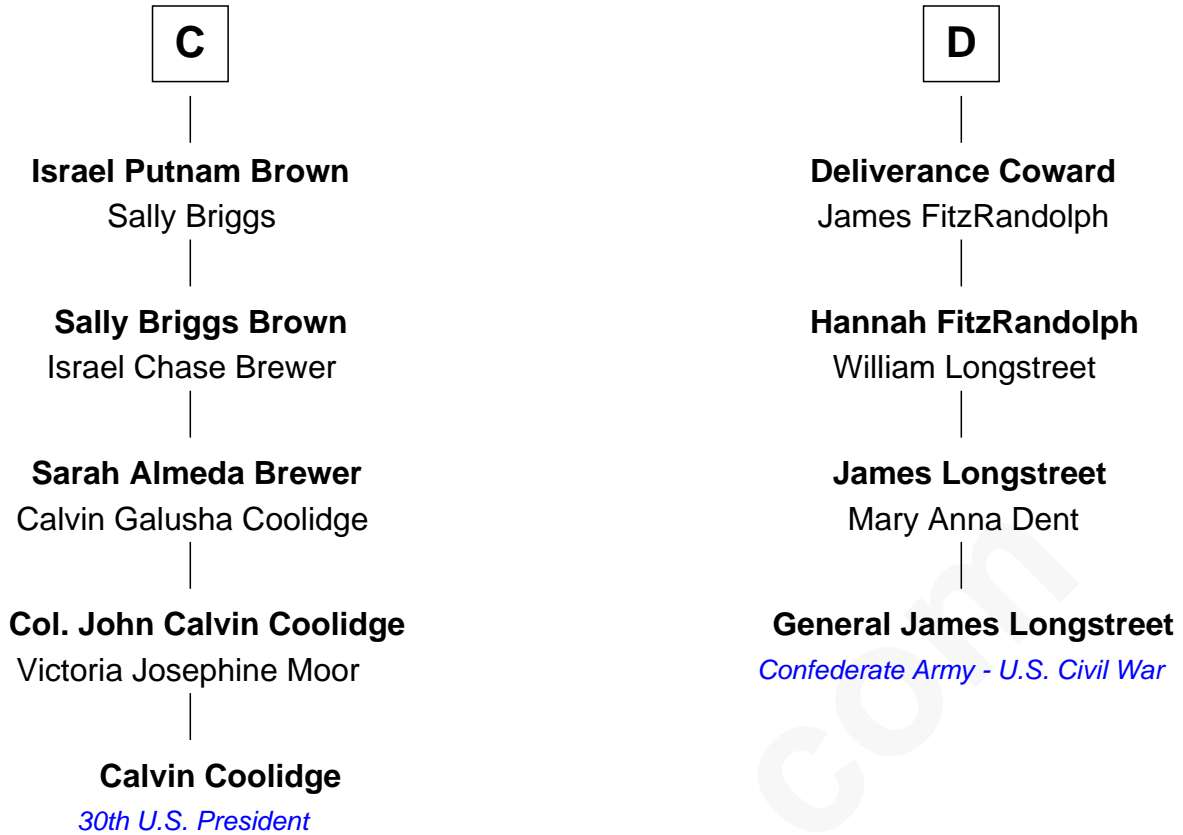 C
Israel Putnam Brown
Sally Briggs
Sally Briggs Brown
Israel Chase Brewer
Sarah Almeda Brewer
Calvin Galusha Coolidge
Col. John Calvin Coolidge
Victoria Josephine Moor
Calvin Coolidge
30th U.S. President
D
Deliverance Coward
James FitzRandolph
Hannah FitzRandolph
William Longstreet
James Longstreet
Mary Anna Dent
General James Longstreet
Confederate Army - U.S. Civil War
com